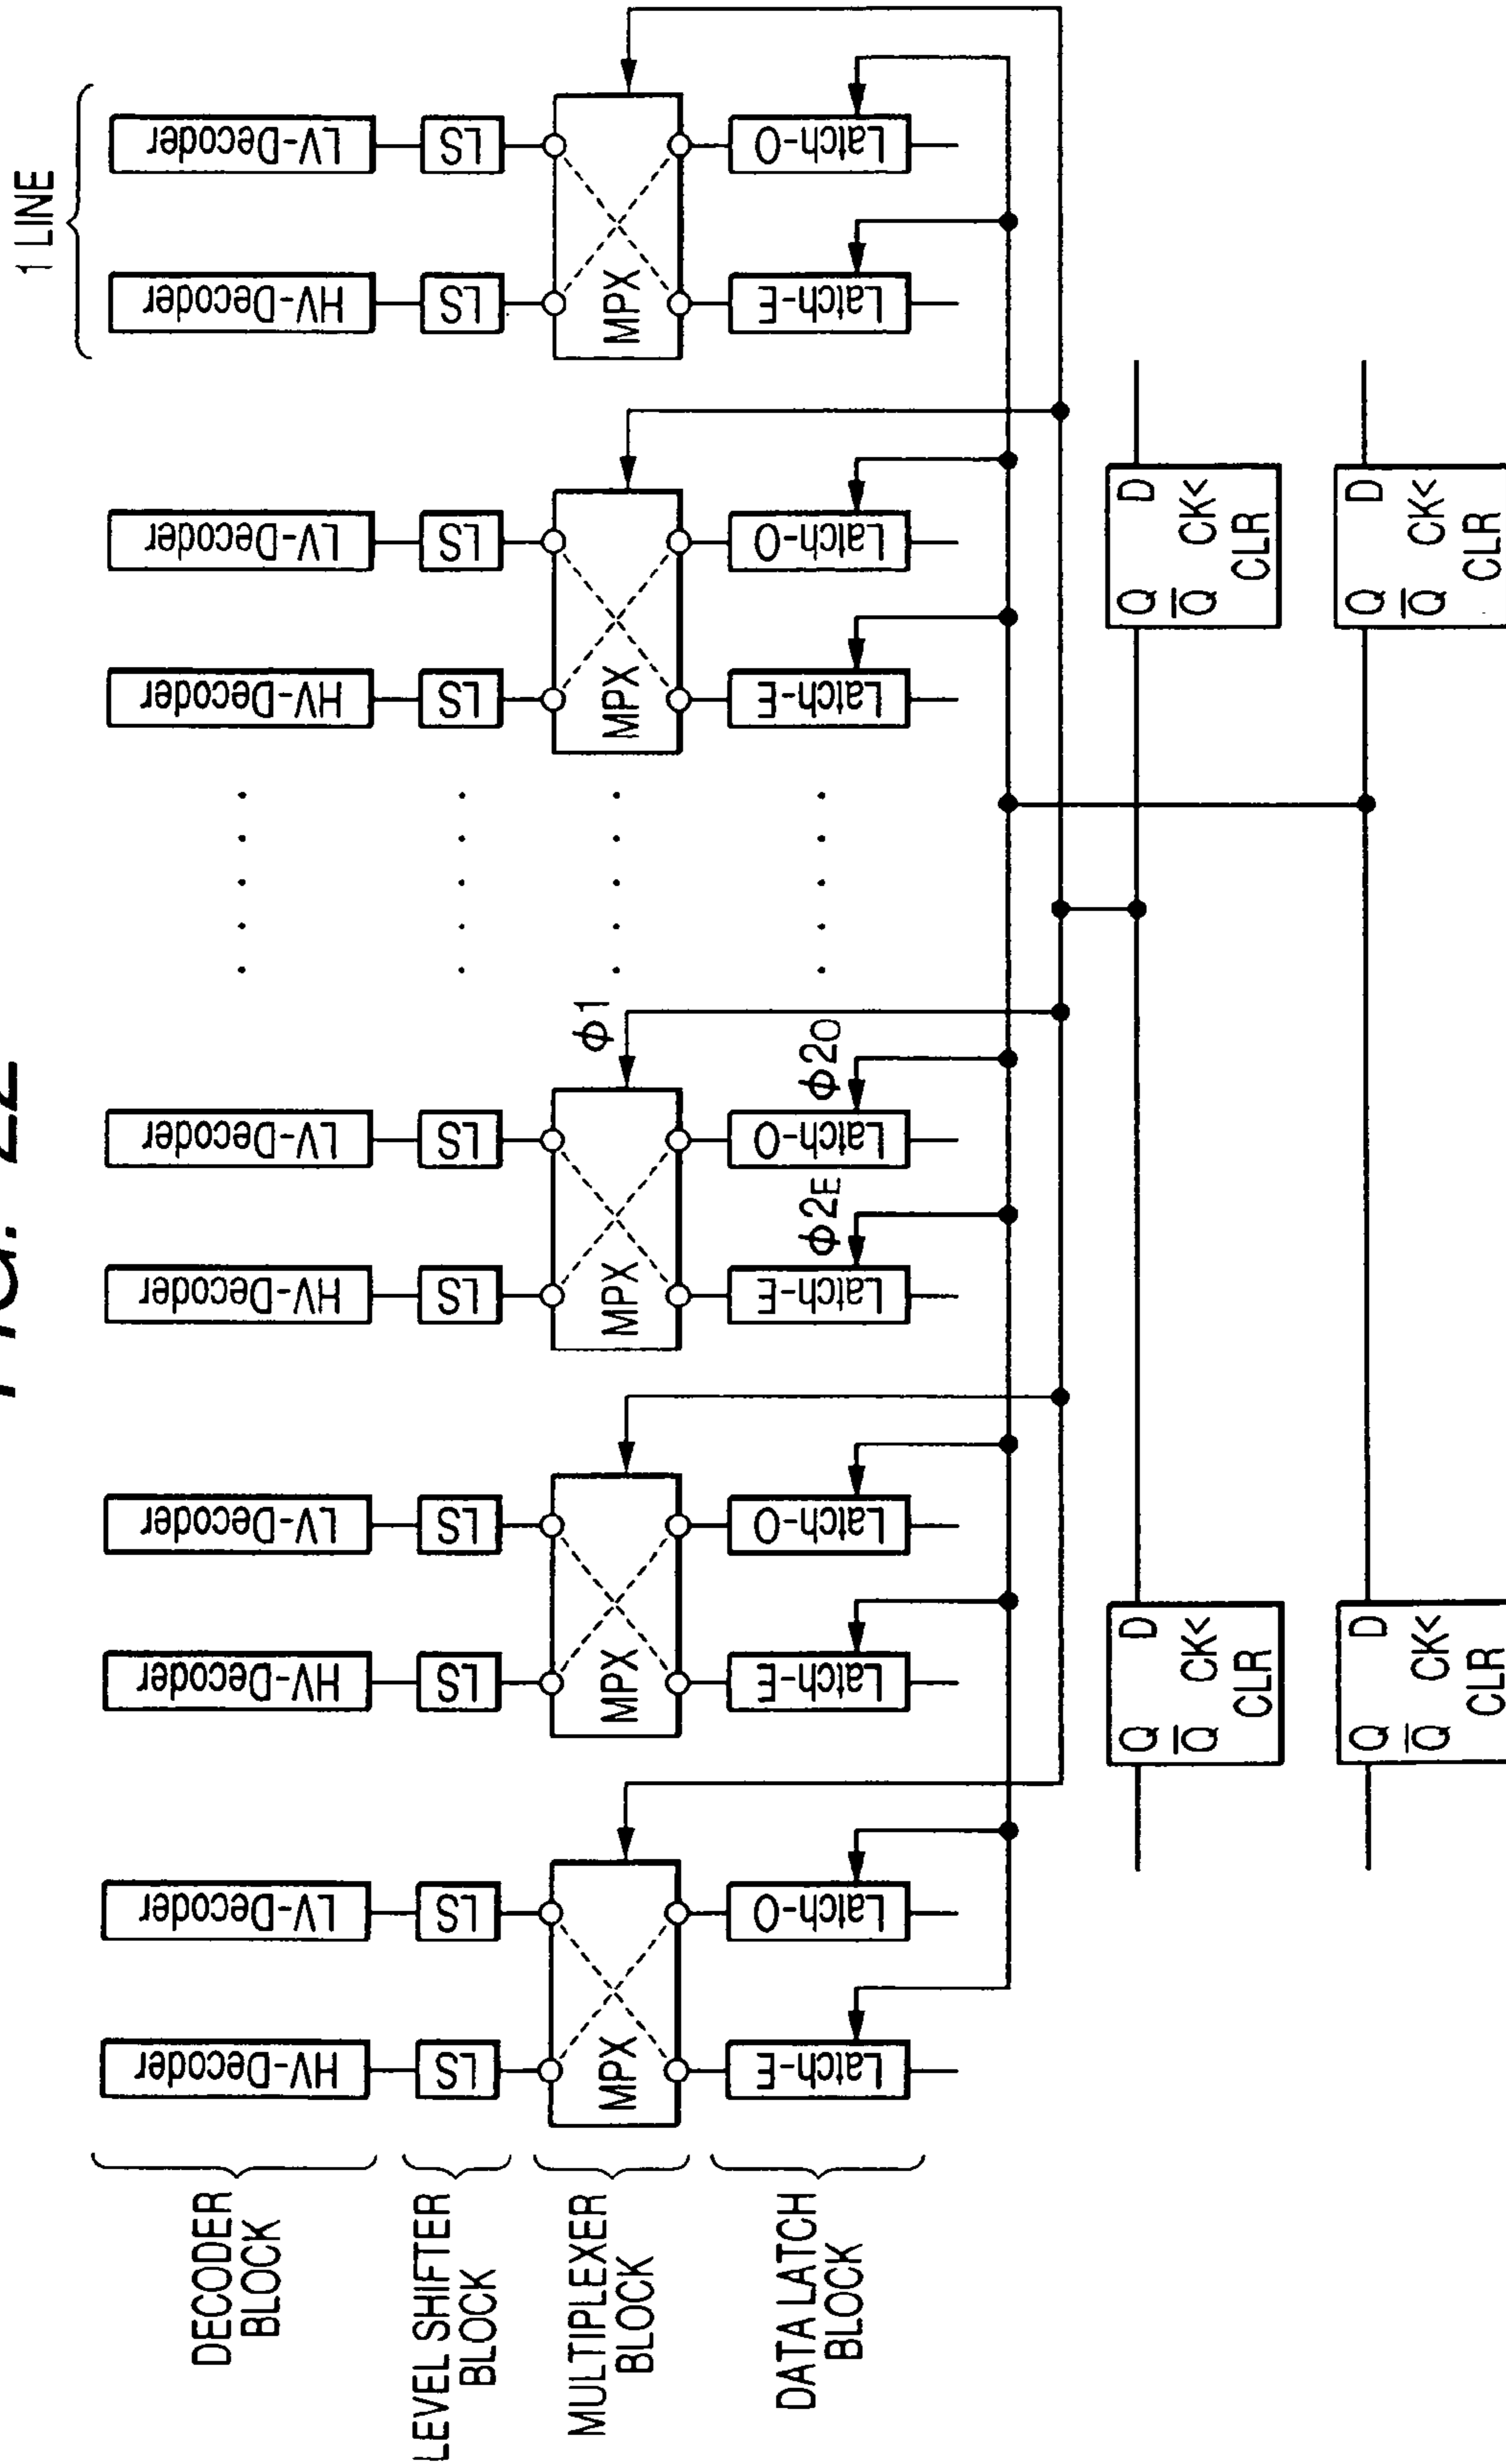 FIG. 22
1 LINE
DECODER
BLOCK
HV-Decoder
LV-Decoder
HV-Decoder
LV-Decoder
HV-Decoder
LV-Decoder
HV-Decoder
LV-Decoder
HV-Decoder
LV-Decoder
LEVEL SHIFTER
BLOCK
LS
LS
LS
LS
LS
LS
LS
LS
LS
LS
MULTIPLEXER
BLOCK
MPX
MPX
MPX
ϕ1
MPX
MPX
DATA LATCH
BLOCK
Latch-E
Latch-O
Latch-E
Latch-O
Latch-E
ϕ2E
Latch-O
ϕ2O
Latch-E
Latch-O
Latch-E
Latch-O
Q D
Q̅ CK<
CLR
Q D
Q̅ CK<
CLR
Q D
Q̅ CK<
CLR
Q D
Q̅ CK<
CLR